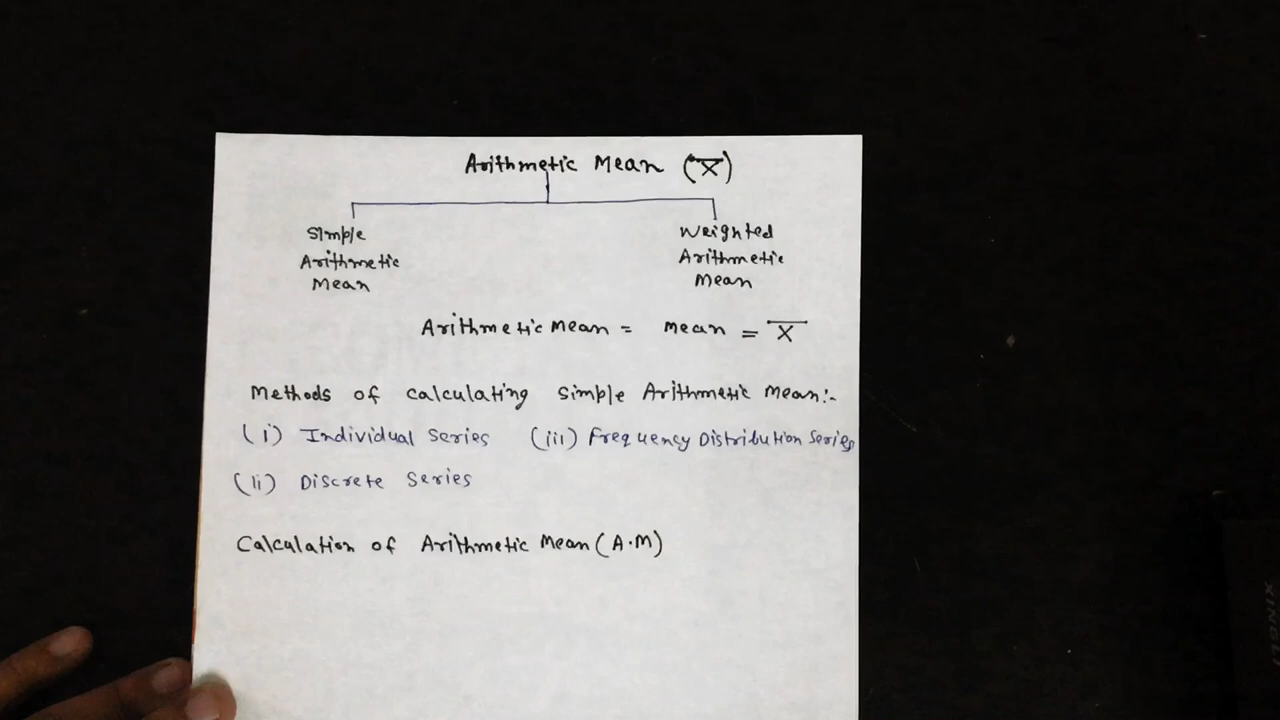 Arithmetic Mean (X̅)
Simple
Arithmetic
Mean
Weighted
Arithmetic
Mean
Arithmetic Mean = Mean = X̅
Methods of calculating Simple Arithmetic Mean:-
(i) Individual Series (iii) Frequency Distribution Series
(ii) Discrete Series
Calculation of Arithmetic Mean (A.M)